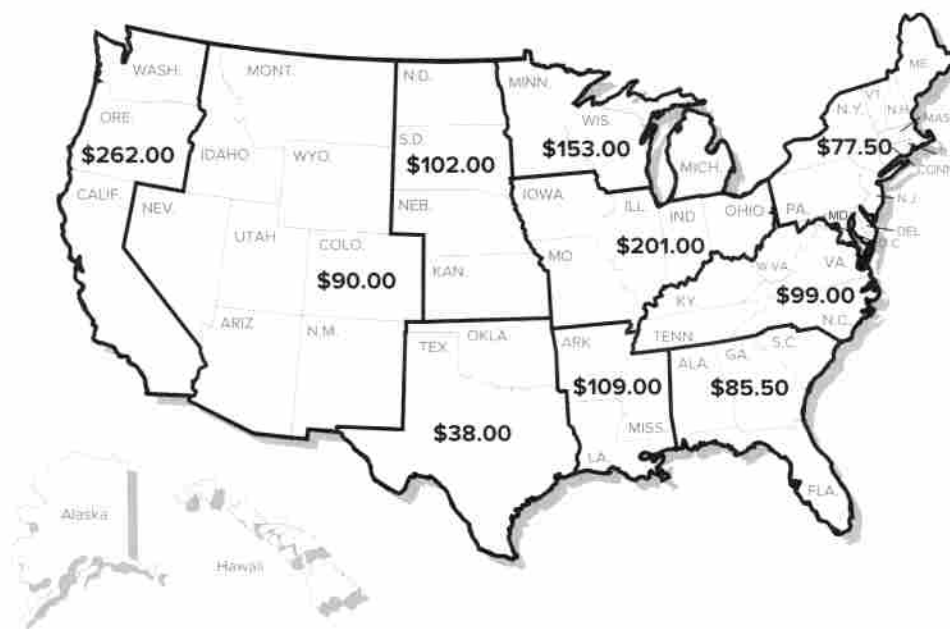 WASH.
MONT.
N.D.
MINN.
ME.
VT.
N.Y.
N.H.
ORE.
S.D.
WIS.
MAS
$262.00
IDAHO
WYO.
$102.00
$153.00
MICH.
$77.50
CONN
CALIF.
NEV.
NEB.
IOWA
ILL
IND
OHIO
PA.
MD.
N.J.
DEL
D.C
UTAH
COLO.
KAN.
MO
$201.00
W.VA.
VA.
$90.00
KY.
$99.00
ARIZ
N.M.
TEX
OKLA.
ARK
TENN.
N.C.
ALA.
GA.
S.C.
$109.00
$85.50
$38.00
MISS.
LA.
FLA.
Alaska
Hawaii